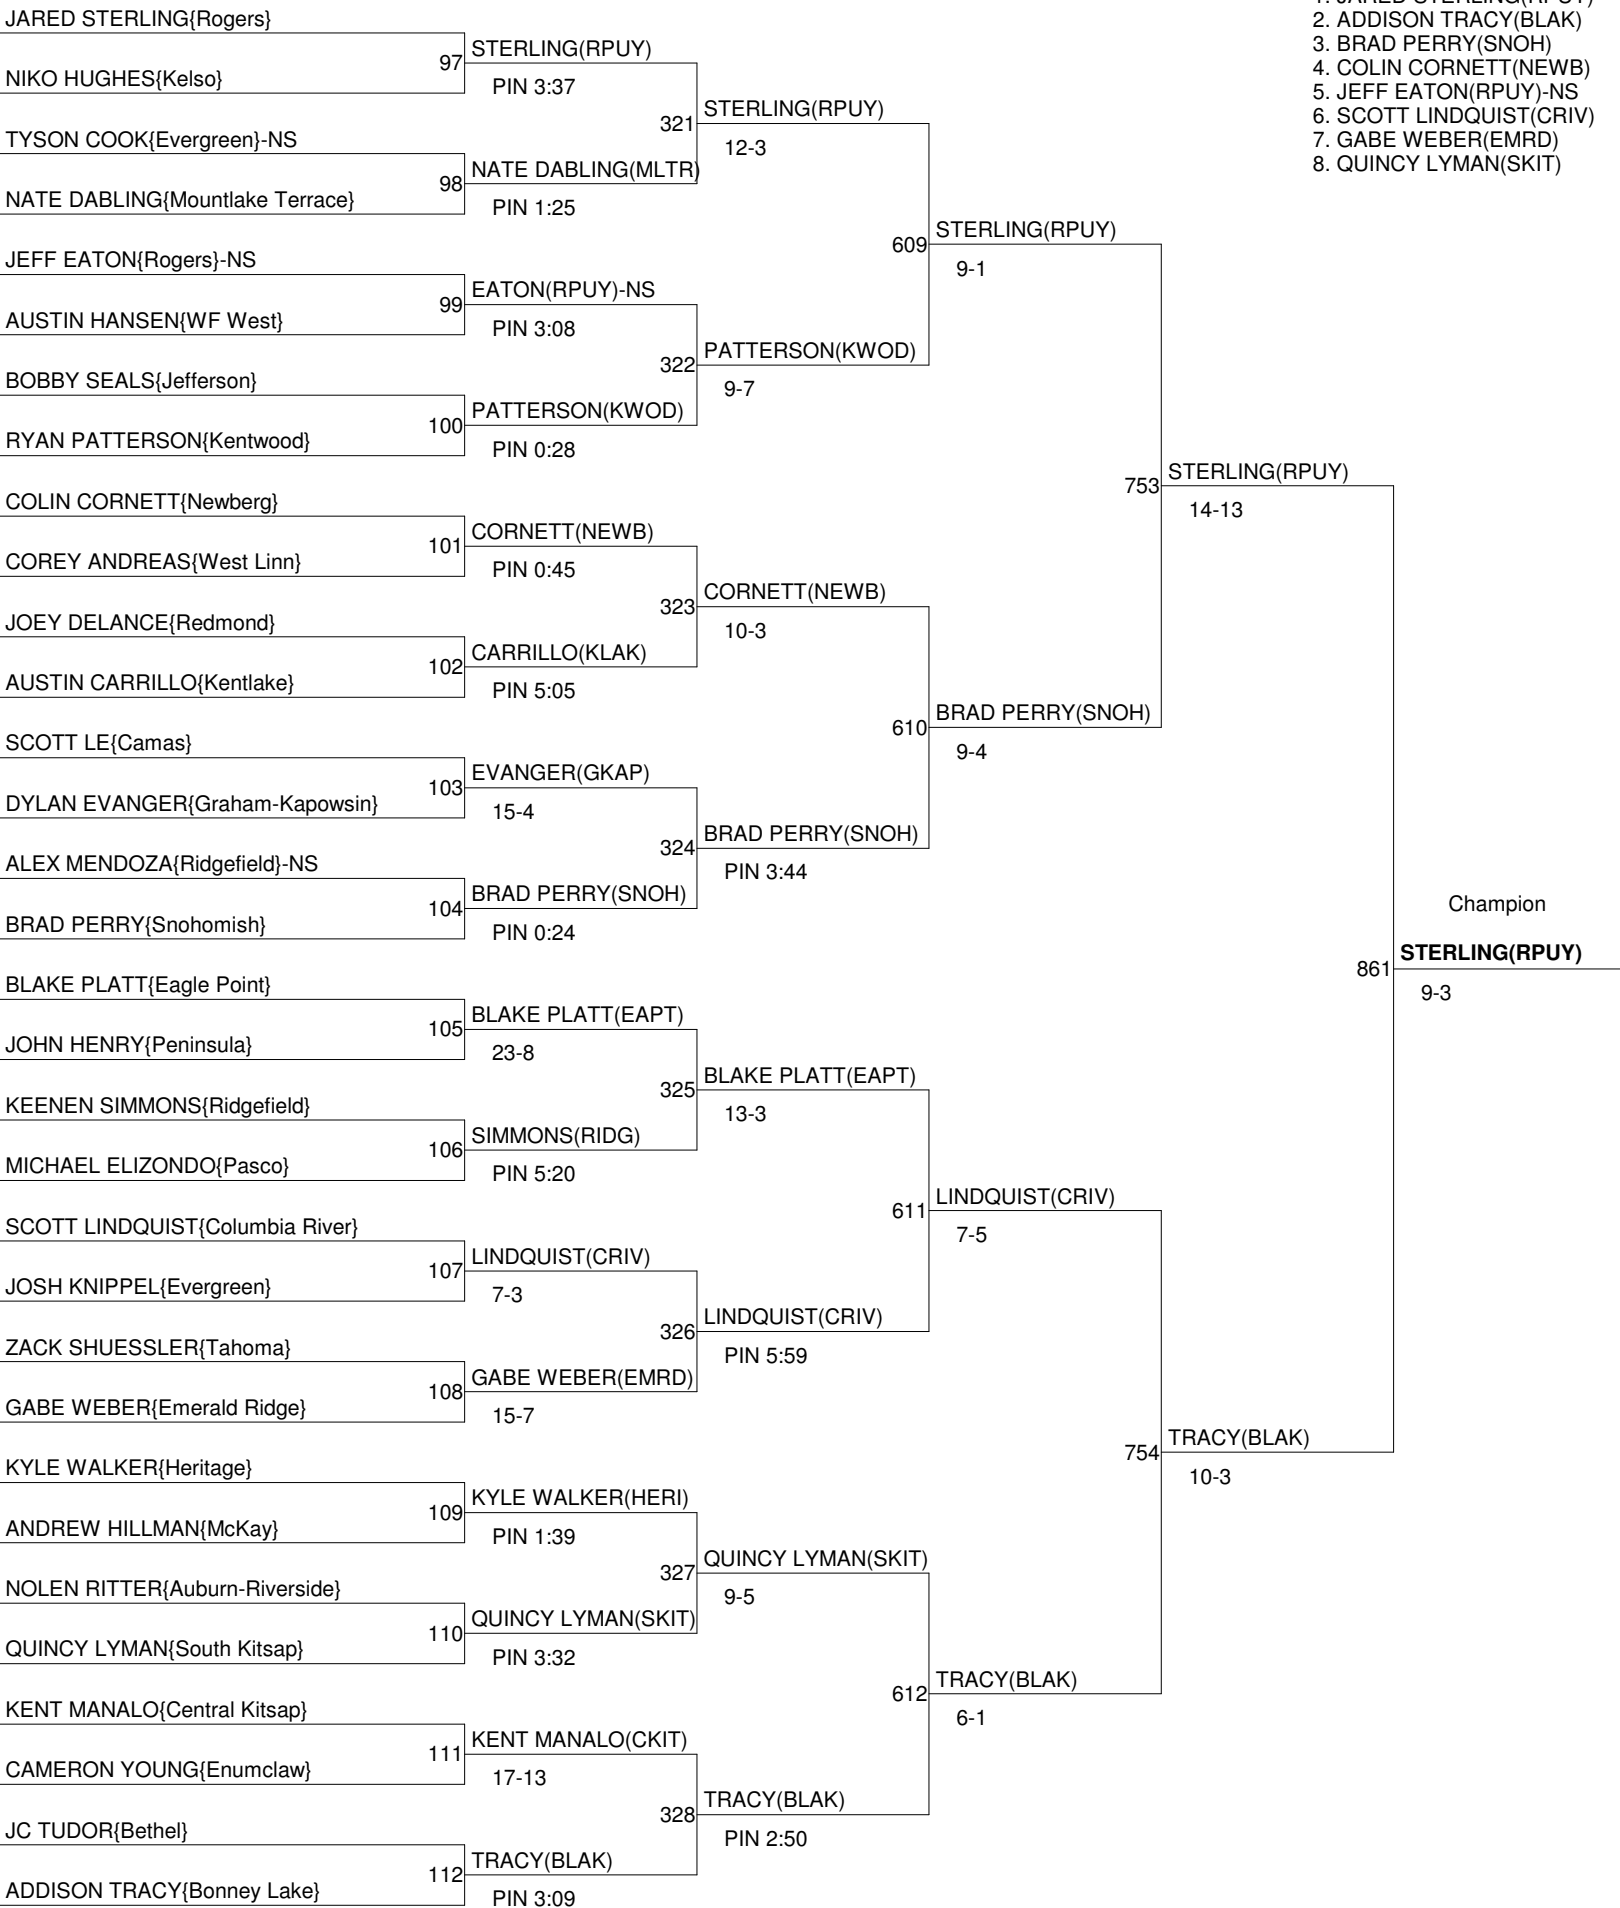 JARED STERLING{Rogers}
NIKO HUGHES{Kelso}
TYSON COOK{Evergreen}-NS
NATE DABLING{Mountlake Terrace}
JEFF EATON{Rogers}-NS
AUSTIN HANSEN{WF West}
BOBBY SEALS{Jefferson}
RYAN PATTERSON{Kentwood}
COLIN CORNETT{Newberg}
COREY ANDREAS{West Linn}
JOEY DELANCE{Redmond}
AUSTIN CARRILLO{Kentlake}
SCOTT LE{Camas}
DYLAN EVANGER{Graham-Kapowsin}
ALEX MENDOZA{Ridgefield}-NS
BRAD PERRY{Snohomish}
BLAKE PLATT{Eagle Point}
JOHN HENRY{Peninsula}
KEENEN SIMMONS{Ridgefield}
MICHAEL ELIZONDO{Pasco}
SCOTT LINDQUIST{Columbia River}
JOSH KNIPPEL{Evergreen}
ZACK SHUESSLER{Tahoma}
GABE WEBER{Emerald Ridge}
KYLE WALKER{Heritage}
ANDREW HILLMAN{McKay}
NOLEN RITTER{Auburn-Riverside}
QUINCY LYMAN{South Kitsap}
KENT MANALO{Central Kitsap}
CAMERON YOUNG{Enumclaw}
JC TUDOR{Bethel}
ADDISON TRACY{Bonney Lake}
97 STERLING(RPUY)
PIN 3:37
98 NATE DABLING(MLTR)
PIN 1:25
99 EATON(RPUY)-NS
PIN 3:08
100 PATTERSON(KWOD)
PIN 0:28
101 CORNETT(NEWB)
PIN 0:45
102 CARRILLO(KLAK)
PIN 5:05
103 EVANGER(GKAP)
15-4
104 BRAD PERRY(SNOH)
PIN 0:24
105 BLAKE PLATT(EAPT)
23-8
106 SIMMONS(RIDG)
PIN 5:20
107 LINDQUIST(CRIV)
7-3
108 GABE WEBER(EMRD)
15-7
109 KYLE WALKER(HERI)
PIN 1:39
110 QUINCY LYMAN(SKIT)
PIN 3:32
111 KENT MANALO(CKIT)
17-13
112 TRACY(BLAK)
PIN 3:09
321 STERLING(RPUY)
12-3
322 PATTERSON(KWOD)
9-7
323 CORNETT(NEWB)
10-3
324 BRAD PERRY(SNOH)
PIN 3:44
325 BLAKE PLATT(EAPT)
13-3
326 LINDQUIST(CRIV)
PIN 5:59
327 QUINCY LYMAN(SKIT)
9-5
328 TRACY(BLAK)
PIN 2:50
609 STERLING(RPUY)
9-1
610 BRAD PERRY(SNOH)
9-4
611 LINDQUIST(CRIV)
7-5
612 TRACY(BLAK)
6-1
753 STERLING(RPUY)
14-13
754 TRACY(BLAK)
10-3
Champion
861 STERLING(RPUY)
9-3
1. JARED STERLING(RPUY)
2. ADDISON TRACY(BLAK)
3. BRAD PERRY(SNOH)
4. COLIN CORNETT(NEWB)
5. JEFF EATON(RPUY)-NS
6. SCOTT LINDQUIST(CRIV)
7. GABE WEBER(EMRD)
8. QUINCY LYMAN(SKIT)